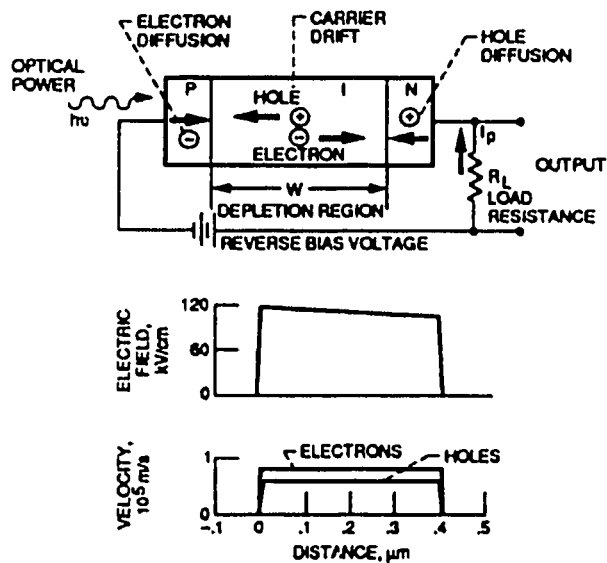 ELECTRON
DIFFUSION
CARRIER
DRIFT
HOLE
DIFFUSION
OPTICAL
POWER
hυ
P
I
N
HOLE
+
+
−
−
ELECTRON
W
DEPLETION REGION
REVERSE BIAS VOLTAGE
Ip
RL
LOAD
RESISTANCE
OUTPUT
ELECTRIC
FIELD,
kV/cm
120
60
0
VELOCITY,
10⁵ m/s
1
0
ELECTRONS
HOLES
-.1 0 .1 .2 .3 .4 .5
DISTANCE, μm